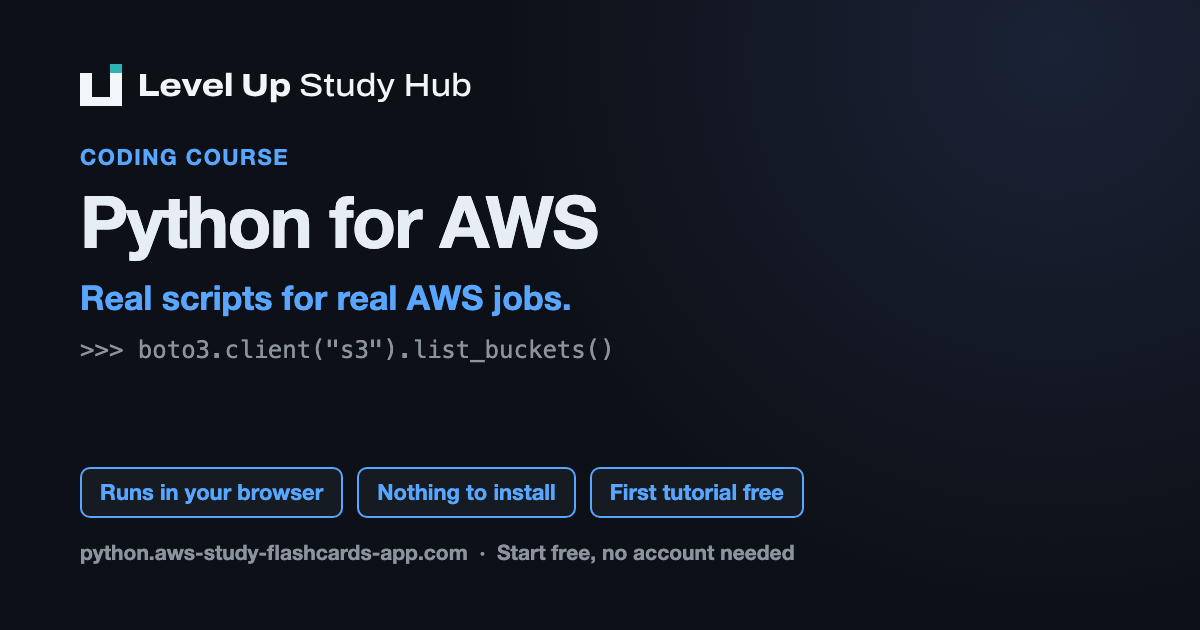 Level Up Study Hub
CODING COURSE
Python for AWS
Real scripts for real AWS jobs.
>>> boto3.client("s3").list_buckets()
Runs in your browser
Nothing to install
First tutorial free
python.aws-study-flashcards-app.com · Start free, no account needed